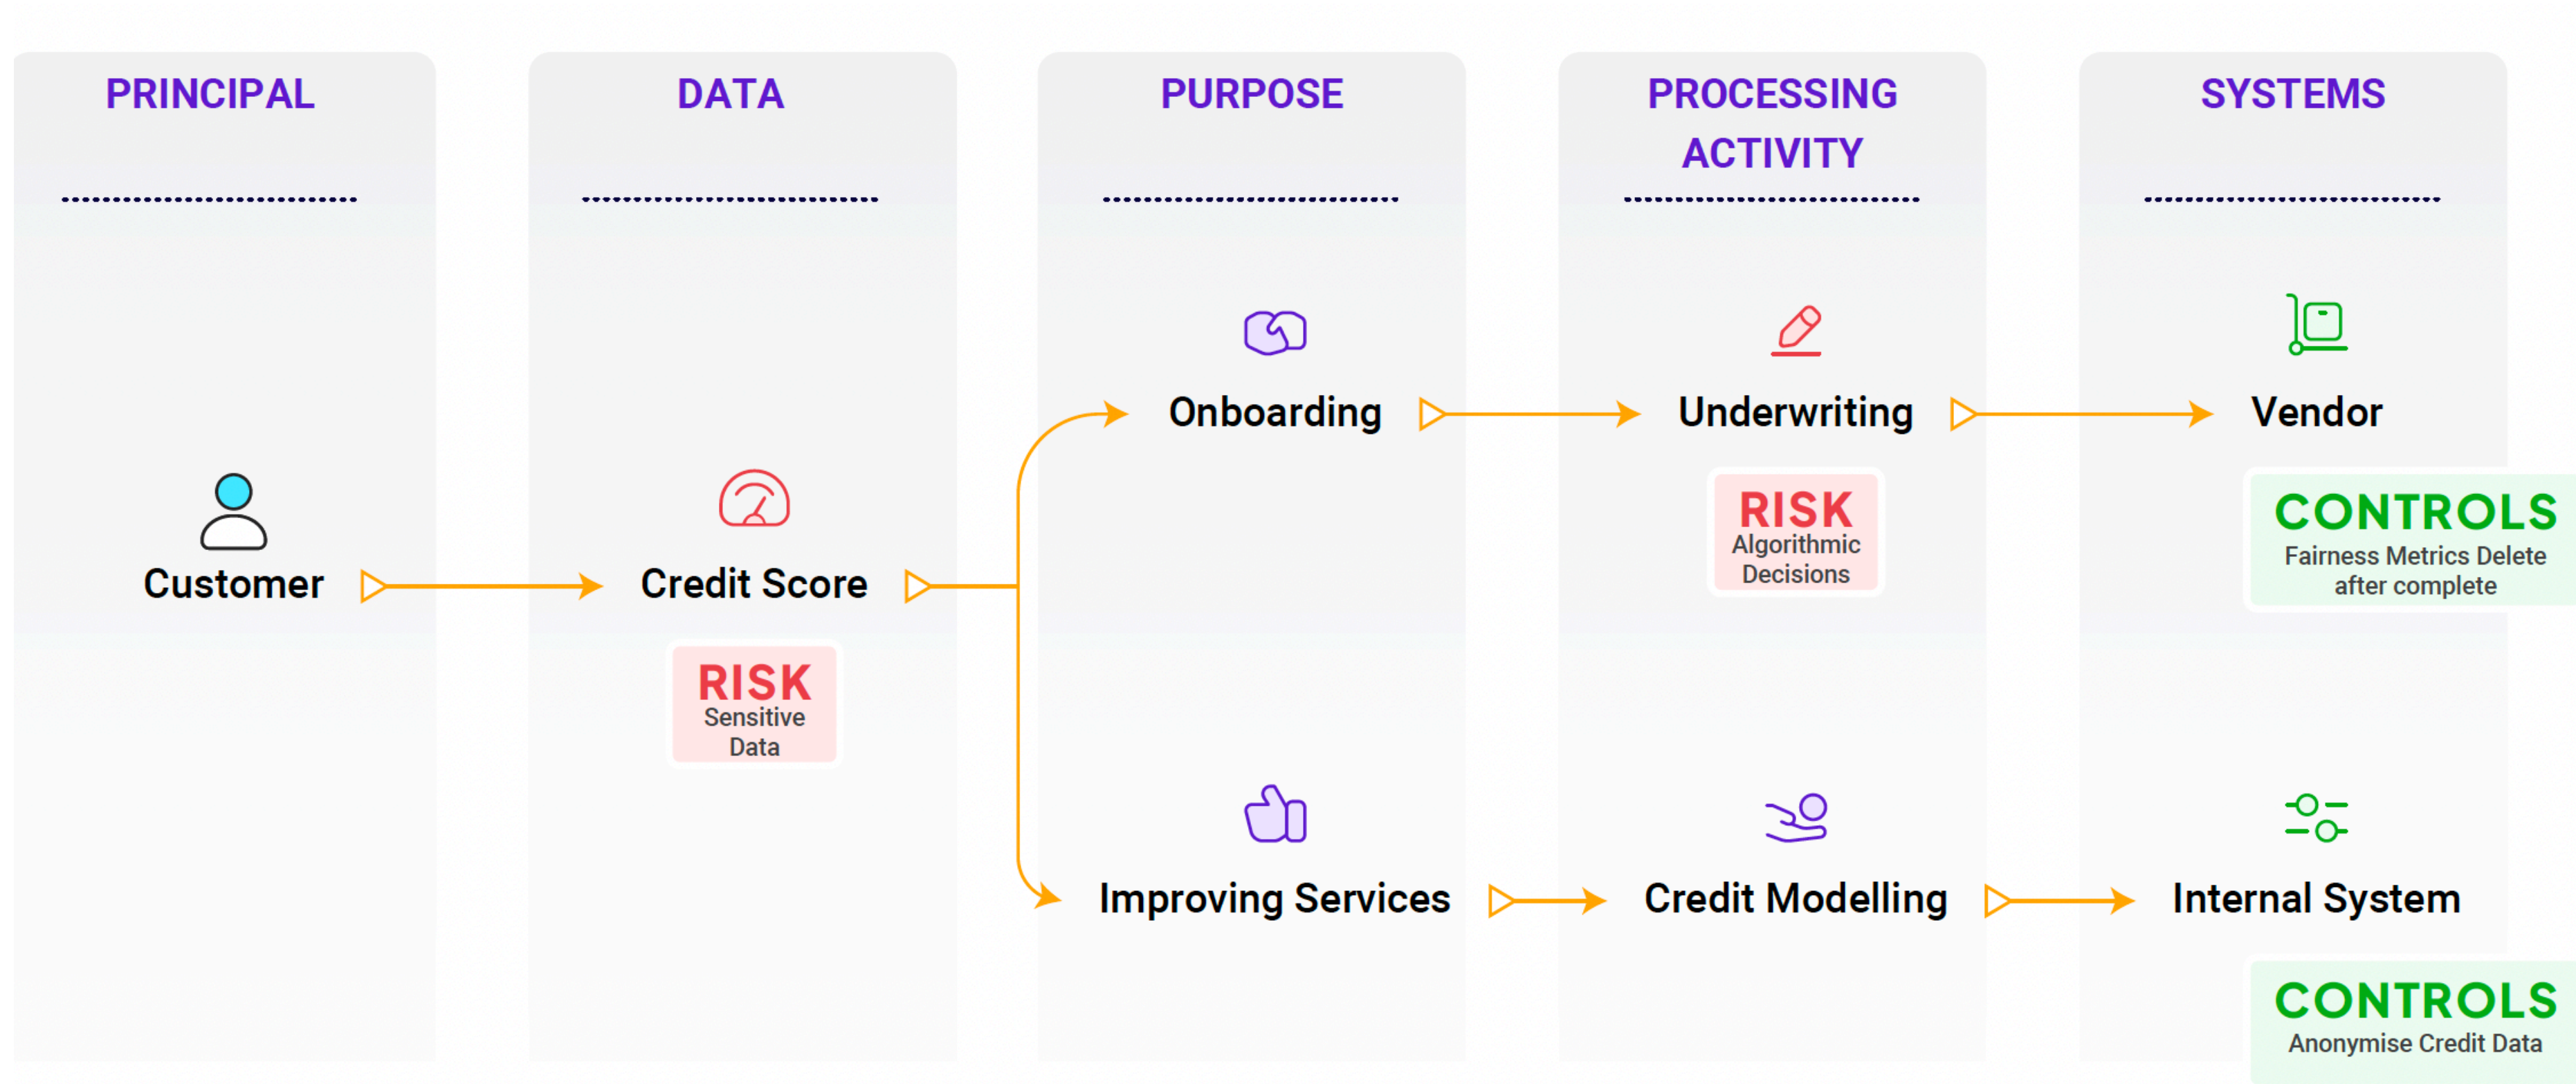 PRINCIPAL
DATA
PURPOSE
PROCESSING
ACTIVITY
SYSTEMS
Customer
Credit Score
RISK
Sensitive
Data
Onboarding
Underwriting
RISK
Algorithmic
Decisions
Vendor
CONTROLS
Fairness Metrics Delete
after complete
Improving Services
Credit Modelling
Internal System
CONTROLS
Anonymise Credit Data